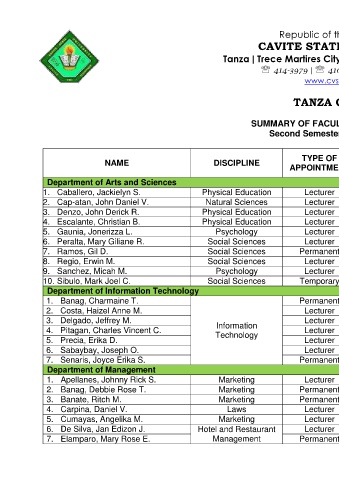 Republic of th
CAVITE STATE
Tanza | Trece Martires City
☏ 414-3979 | ☏ 41
www.cvs
TANZA C
SUMMARY OF FACUL
Second Semeste
NAME DISCIPLINE TYPE OF APPOINTME
Department of Arts and Sciences
1. Caballero, Jackielyn S. Physical Education Lecturer
2. Cap-atan, John Daniel V. Natural Sciences Lecturer
3. Denzo, John Derick R. Physical Education Lecturer
4. Escalante, Christian B. Physical Education Lecturer
5. Gaunia, Jonerizza L. Psychology Lecturer
6. Peralta, Mary Giliane R. Social Sciences Lecturer
7. Ramos, Gil D. Social Sciences Permanent
8. Regio, Erwin M. Social Sciences Lecturer
9. Sanchez, Micah M. Psychology Lecturer
10. Sibulo, Mark Joel C. Social Sciences Temporary
Department of Information Technology
1. Banag, Charmaine T. Permanent
2. Costa, Haizel Anne M. Lecturer
3. Delgado, Jeffrey M. Lecturer
Information Technology
4. Pitagan, Charles Vincent C. Lecturer
5. Precia, Erika D. Lecturer
6. Sabaybay, Joseph O. Lecturer
7. Senaris, Joyce Erika S. Permanent
Department of Management
1. Apellanes, Johnny Rick S. Marketing Lecturer
2. Banag, Debbie Rose T. Marketing Permanent
3. Banate, Ritch M. Marketing Permanent
4. Carpina, Daniel V. Laws Lecturer
5. Cumayas, Angelika M. Marketing Lecturer
6. De Silva, Jan Edizon J. Hotel and Restaurant Lecturer
7. Elamparo, Mary Rose E. Management Permanent